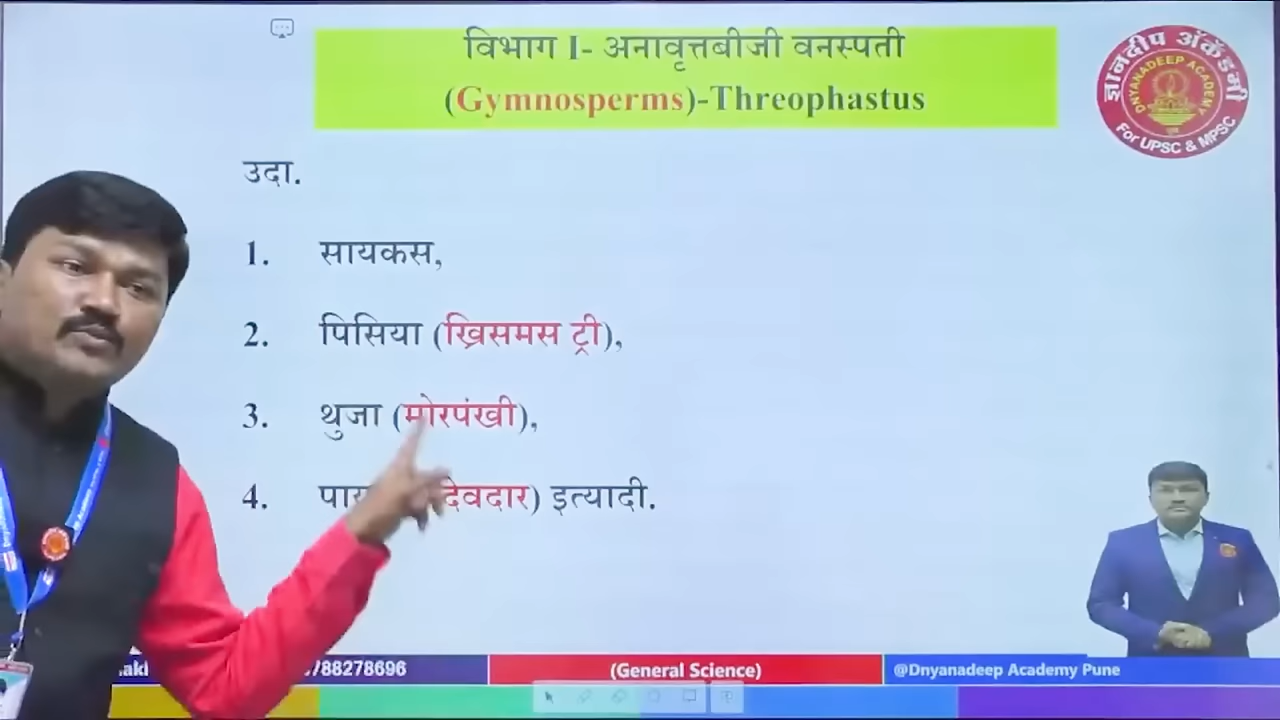 विभाग I- अनावृत्तबीजी वनस्पती
(Gymnosperms)-Threophastus
ज्ञानदीप अॅकॅडमी
DNYANADEEP ACADEMY
For UPSC & MPSC
उदा.
1. सायकस,
2. पिसिया (ख्रिसमस ट्री),
3. थुजा (मोरपंखी),
4. देवदार) इत्यादी.
788278696
(General Science)
@Dnyanadeep Academy Pune